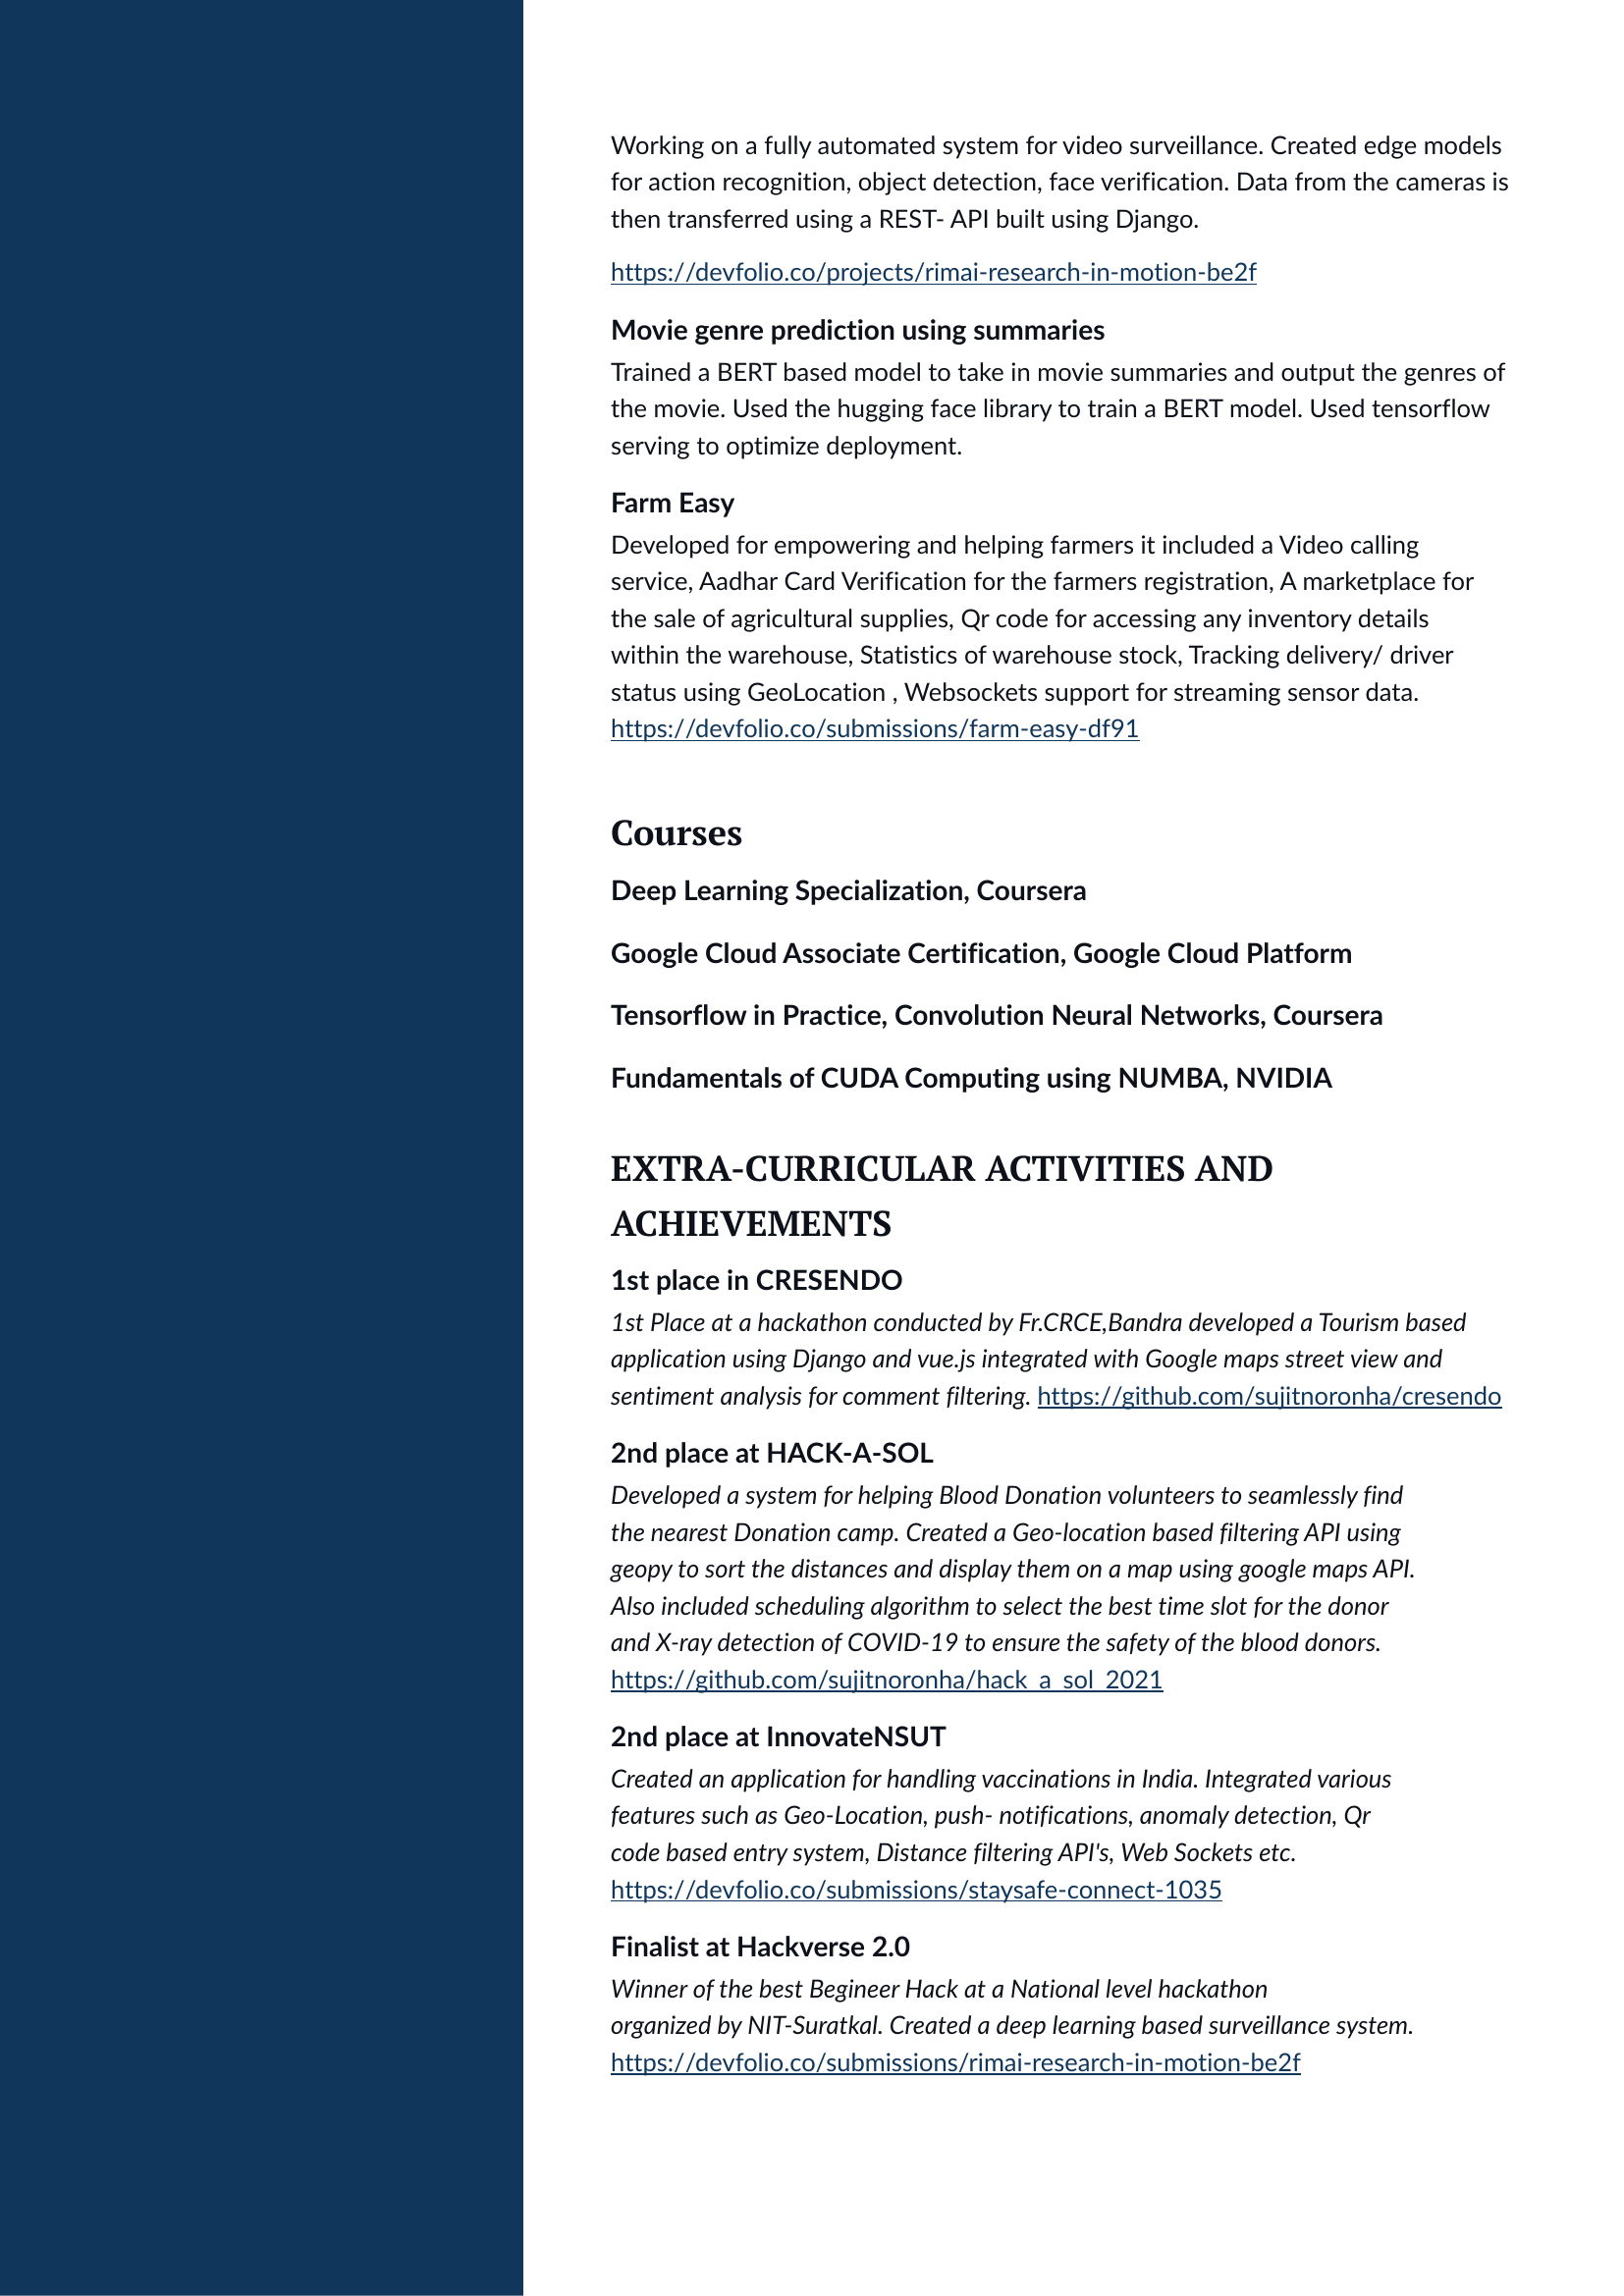 Working on a fully automated system for video surveillance. Created edge models
for action recognition, object detection, face verification. Data from the cameras is
then transferred using a REST- API built using Django.
https://devfolio.co/projects/rimai-research-in-motion-be2f
Movie genre prediction using summaries
Trained a BERT based model to take in movie summaries and output the genres of
the movie. Used the hugging face library to train a BERT model. Used tensorflow
serving to optimize deployment.
Farm Easy
Developed for empowering and helping farmers it included a Video calling
service, Aadhar Card Verification for the farmers registration, A marketplace for
the sale of agricultural supplies, Qr code for accessing any inventory details
within the warehouse, Statistics of warehouse stock, Tracking delivery/ driver
status using GeoLocation , Websockets support for streaming sensor data.
https://devfolio.co/submissions/farm-easy-df91
Courses
Deep Learning Specialization, Coursera
Google Cloud Associate Certification, Google Cloud Platform
Tensorflow in Practice, Convolution Neural Networks, Coursera
Fundamentals of CUDA Computing using NUMBA, NVIDIA
EXTRA-CURRICULAR ACTIVITIES AND
ACHIEVEMENTS
1st place in CRESENDO
1st Place at a hackathon conducted by Fr.CRCE,Bandra developed a Tourism based
application using Django and vue.js integrated with Google maps street view and
sentiment analysis for comment filtering. https://github.com/sujitnoronha/cresendo
2nd place at HACK-A-SOL
Developed a system for helping Blood Donation volunteers to seamlessly find
the nearest Donation camp. Created a Geo-location based filtering API using
geopy to sort the distances and display them on a map using google maps API.
Also included scheduling algorithm to select the best time slot for the donor
and X-ray detection of COVID-19 to ensure the safety of the blood donors.
https://github.com/sujitnoronha/hack_a_sol_2021
2nd place at InnovateNSUT
Created an application for handling vaccinations in India. Integrated various
features such as Geo-Location, push- notifications, anomaly detection, Qr
code based entry system, Distance filtering API's, Web Sockets etc.
https://devfolio.co/submissions/staysafe-connect-1035
Finalist at Hackverse 2.0
Winner of the best Begineer Hack at a National level hackathon
organized by NIT-Suratkal. Created a deep learning based surveillance system.
https://devfolio.co/submissions/rimai-research-in-motion-be2f